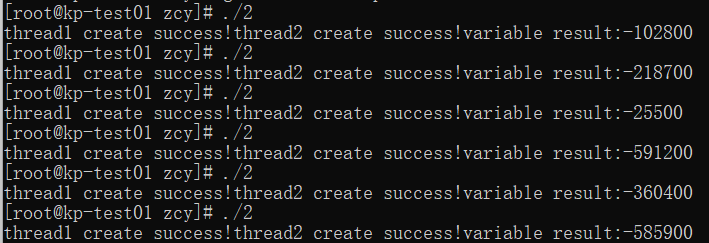 [root@kp-test01 zcy]# ./2
thread1 create success!thread2 create success!variable result:-102800
[root@kp-test01 zcy]# ./2
thread1 create success!thread2 create success!variable result:-218700
[root@kp-test01 zcy]# ./2
thread1 create success!thread2 create success!variable result:-25500
[root@kp-test01 zcy]# ./2
thread1 create success!thread2 create success!variable result:-591200
[root@kp-test01 zcy]# ./2
thread1 create success!thread2 create success!variable result:-360400
[root@kp-test01 zcy]# ./2
thread1 create success!thread2 create success!variable result:-585900